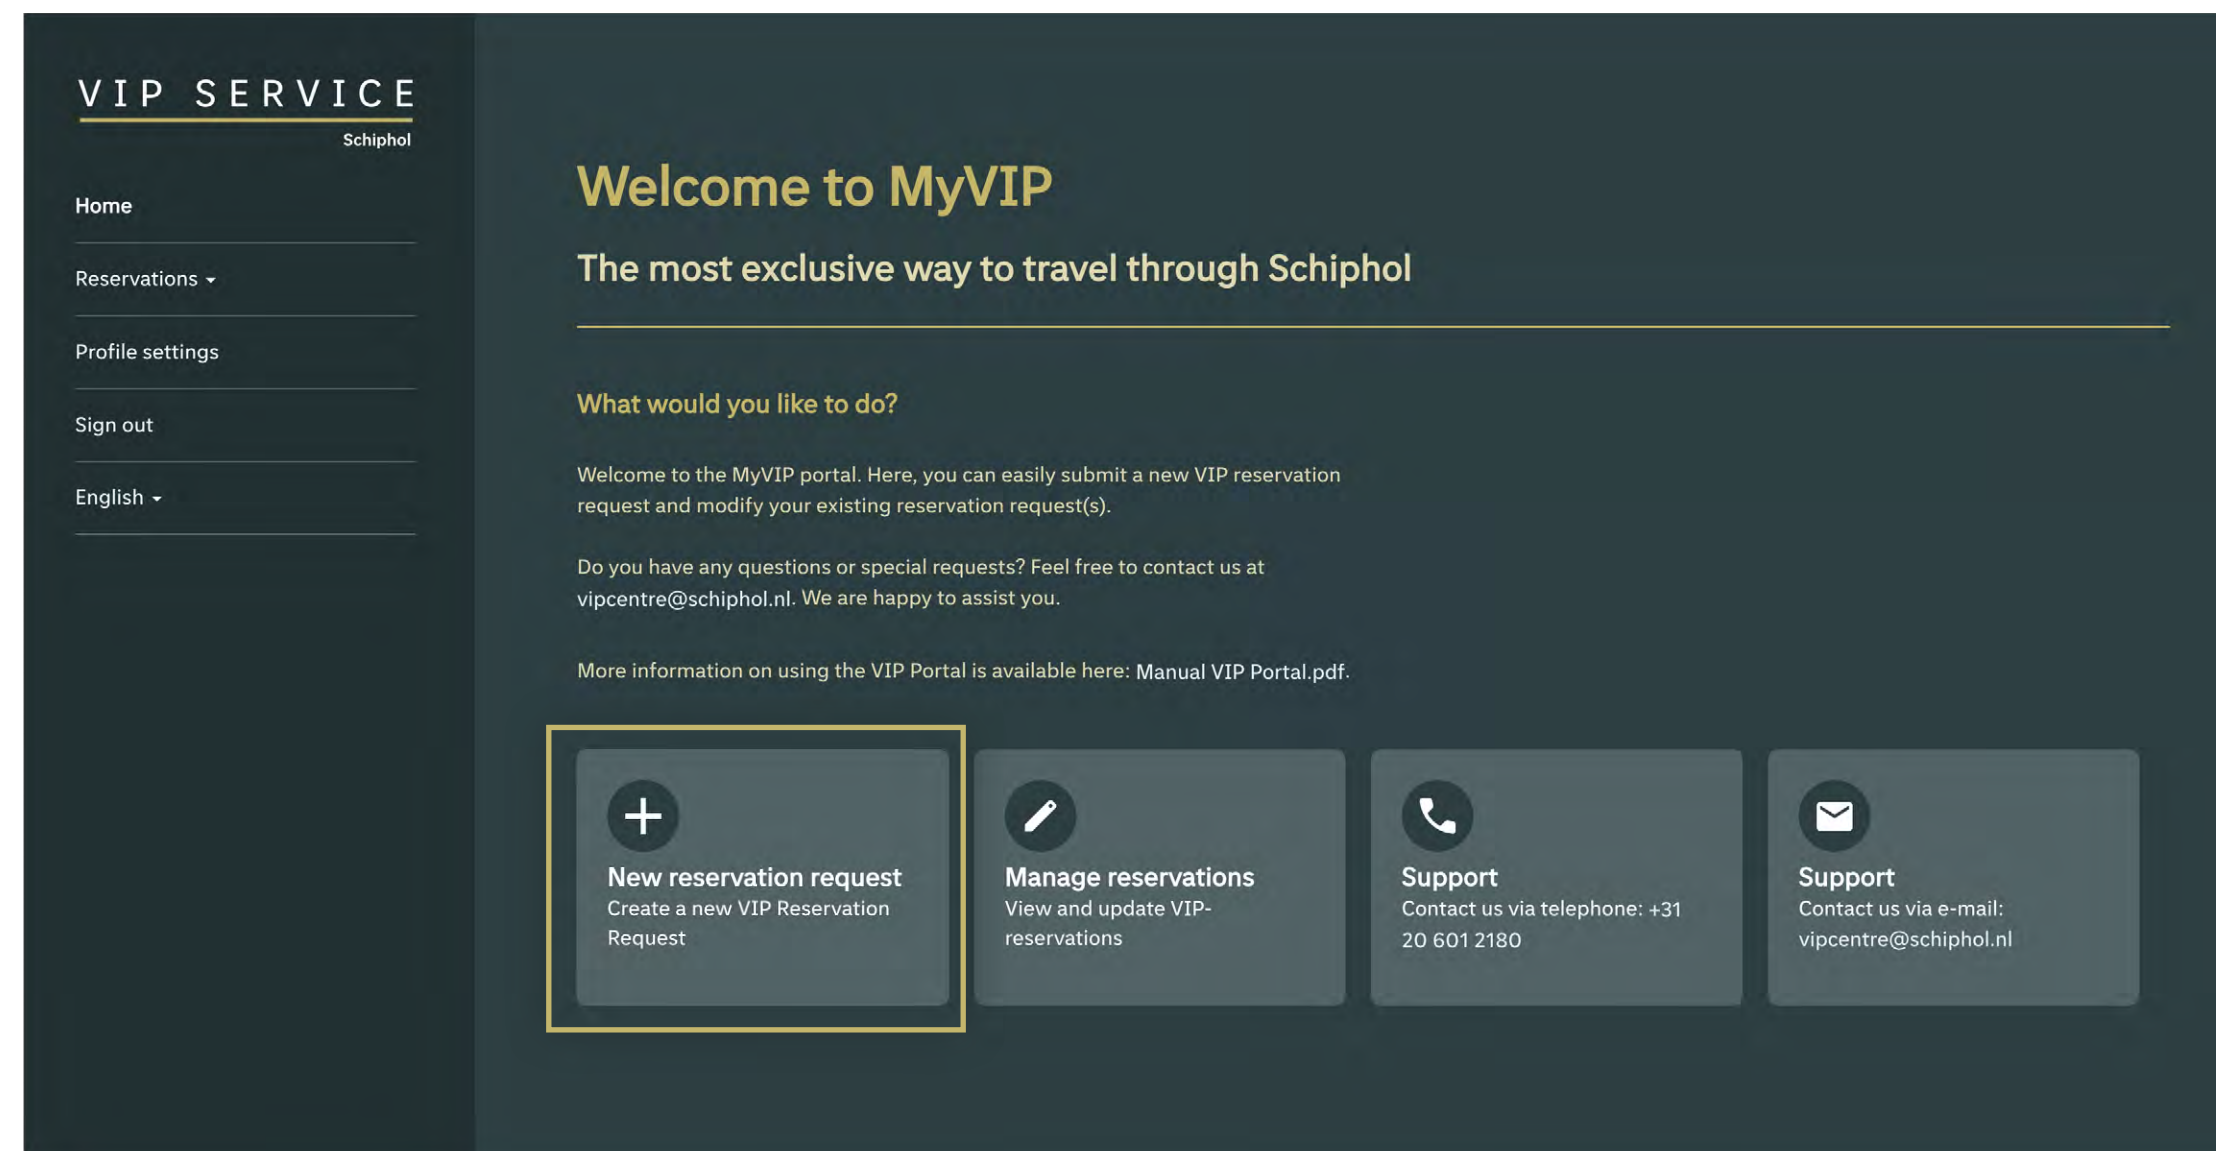 VIP SERVICE
Schiphol
Home
Reservations
Profile settings
Sign out
English
Welcome to MyVIP
The most exclusive way to travel through Schiphol
What would you like to do?
Welcome to the MyVIP portal. Here, you can easily submit a new VIP reservation
request and modify your existing reservation request(s).
Do you have any questions or special requests? Feel free to contact us at
vipcentre@schiphol.nl. We are happy to assist you.
More information on using the VIP Portal is available here: Manual VIP Portal.pdf.
New reservation request
Create a new VIP Reservation
Request
Manage reservations
View and update VIP-
reservations
Support
Contact us via telephone: +31
20 601 2180
Support
Contact us via e-mail:
vipcentre@schiphol.nl